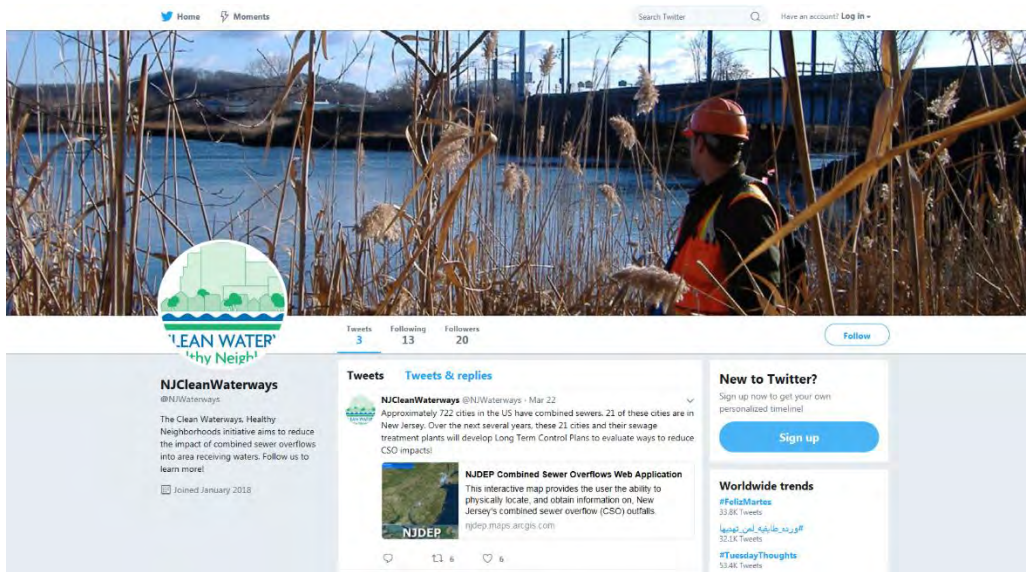 Home Moments Search Twitter Have an account? Log in
CLEAN WATER
thy Neighb
Tweets Following Followers
3 13 20
Follow
NJCleanWaterways
@NJWaterways
The Clean Waterways, Healthy
Neighborhoods initiative aims to reduce
the impact of combined sewer overflows
into area receiving waters. Follow us to
learn more!
Joined January 2018
Tweets Tweets & replies
NJCleanWaterways @NJWaterways - Mar 22
Approximately 722 cities in the US have combined sewers. 21 of these cities are in
New Jersey. Over the next several years, these 21 cities and their sewage
treatment plants will develop Long Term Control Plans to evaluate ways to reduce
CSO impacts!
NJDEP
NJDEP Combined Sewer Overflows Web Application
This interactive map provides the user the ability to
physically locate, and obtain information on, New
Jersey's combined sewer overflow (CSO) outfalls.
njdep.maps.arcgis.com
6 6
New to Twitter?
Sign up now to get your own
personalized timeline!
Sign up
Worldwide trends
#FelizMartes
33.8K Tweets
#ورده_طايفيه_لمن_تهديها
32.1K Tweets
#TuesdayThoughts
53.4K Tweets